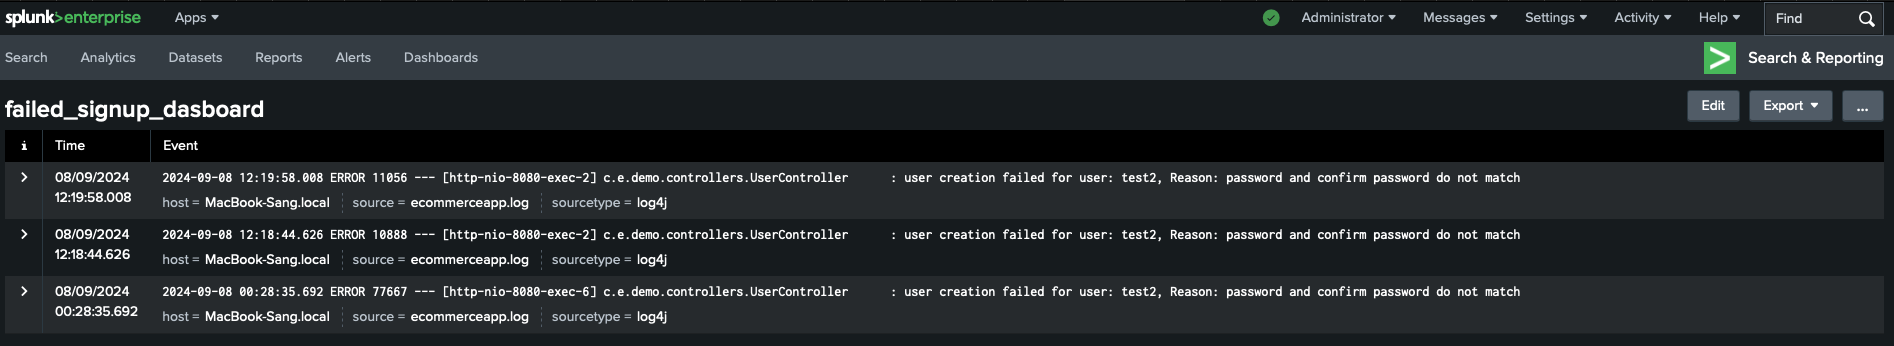 splunk>enterprise Apps Administrator Messages Settings Activity Help Find
Search Analytics Datasets Reports Alerts Dashboards > Search & Reporting
failed_signup_dasboard Edit Export ...
i Time Event
> 08/09/2024 2024-09-08 12:19:58.008 ERROR 11056 --- [http-nio-8080-exec-2] c.e.demo.controllers.UserController : user creation failed for user: test2, Reason: password and confirm password do not match
12:19:58.008 host = MacBook-Sang.local source = ecommerceapp.log sourcetype = log4j
> 08/09/2024 2024-09-08 12:18:44.626 ERROR 10888 --- [http-nio-8080-exec-2] c.e.demo.controllers.UserController : user creation failed for user: test2, Reason: password and confirm password do not match
12:18:44.626 host = MacBook-Sang.local source = ecommerceapp.log sourcetype = log4j
> 08/09/2024 2024-09-08 00:28:35.692 ERROR 77667 --- [http-nio-8080-exec-6] c.e.demo.controllers.UserController : user creation failed for user: test2, Reason: password and confirm password do not match
00:28:35.692 host = MacBook-Sang.local source = ecommerceapp.log sourcetype = log4j